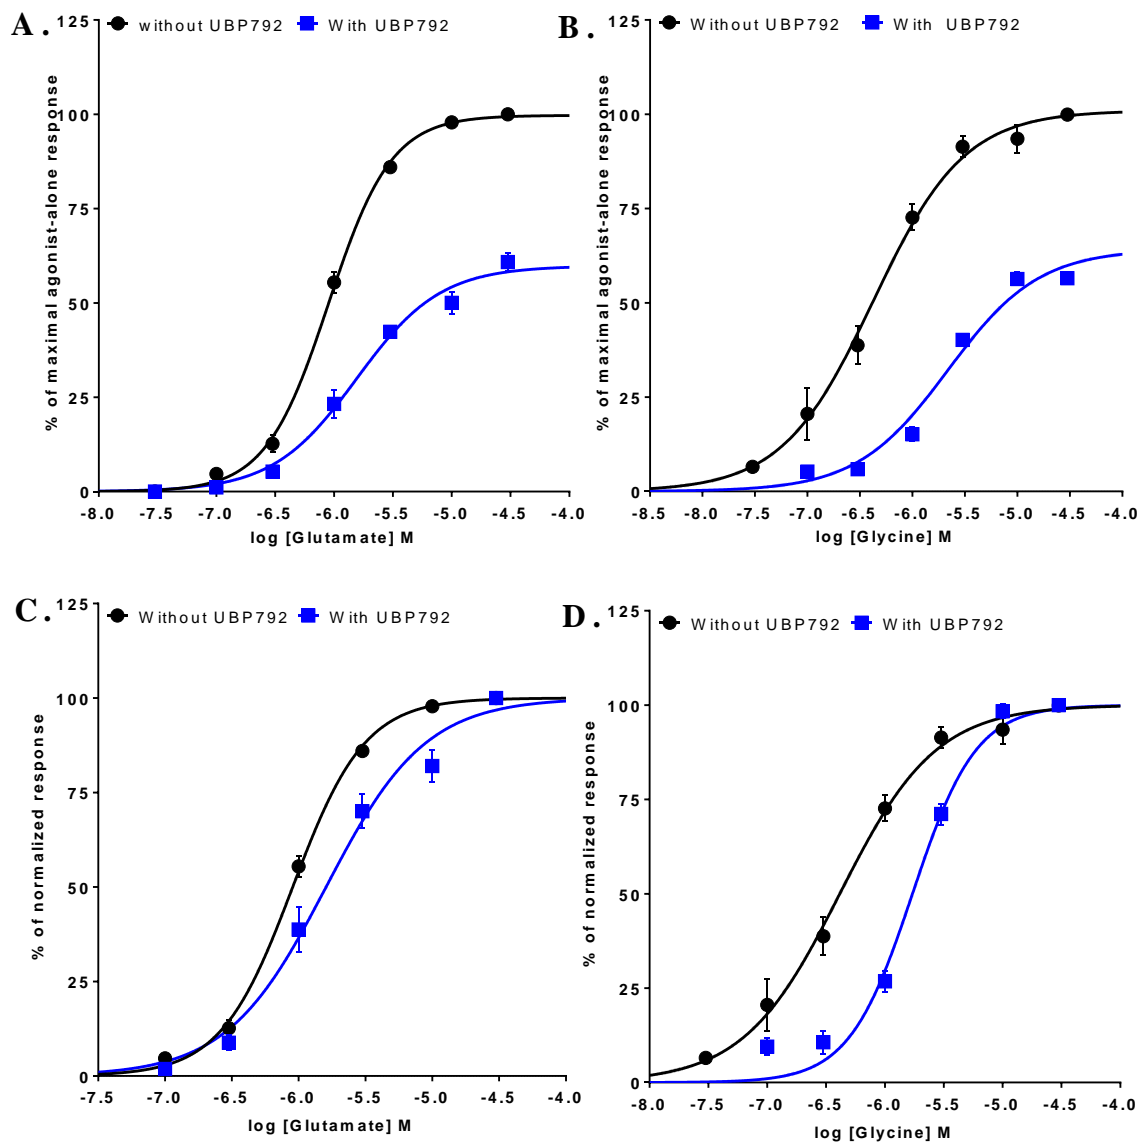 A.
without UBP792 With UBP792
% of maximal agonist-alone response
125
100
75
50
25
0
-8.0 -7.5 -7.0 -6.5 -6.0 -5.5 -5.0 -4.5 -4.0
log [Glutamate] M
B.
Without UBP792 With UBP792
% of maximal agonist-alone response
125
100
75
50
25
0
-8.5 -8.0 -7.5 -7.0 -6.5 -6.0 -5.5 -5.0 -4.5 -4.0
log [Glycine] M
C.
Without UBP792 With UBP792
% of normalized response
125
100
75
50
25
0
-7.5 -7.0 -6.5 -6.0 -5.5 -5.0 -4.5 -4.0
log [Glutamate] M
D.
Without UBP792 With UBP792
% of normalized response
125
100
75
50
25
0
-8.0 -7.5 -7.0 -6.5 -6.0 -5.5 -5.0 -4.5 -4.0
log [Glycine] M